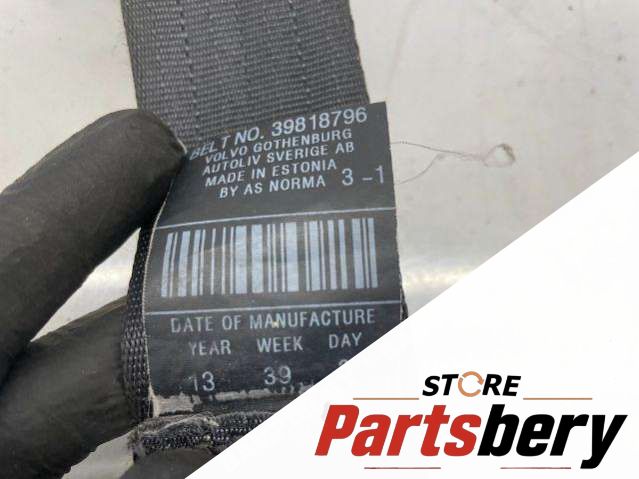 BELT NO. 39818796
VOLVO GOTHENBURG
AUTOLIV SVERIGE AB
MADE IN ESTONIA
BY AS NORMA 3-1
DATE OF MANUFACTURE
YEAR WEEK DAY
13 39
STORE
Partsbery